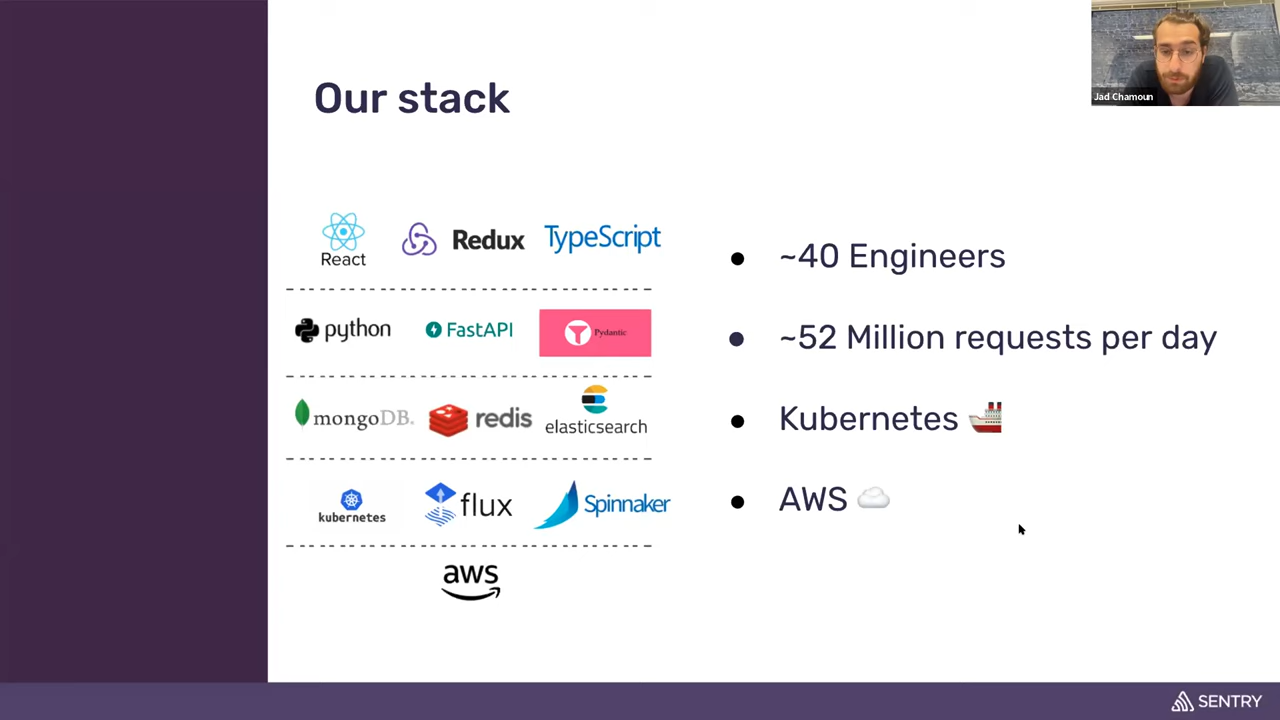 Jad Chamoun
Our stack
React
Redux
TypeScript
python
FastAPI
Pydantic
mongoDB.
redis
elasticsearch
kubernetes
flux
Spinnaker
aws
~40 Engineers
~52 Million requests per day
Kubernetes
AWS
SENTRY